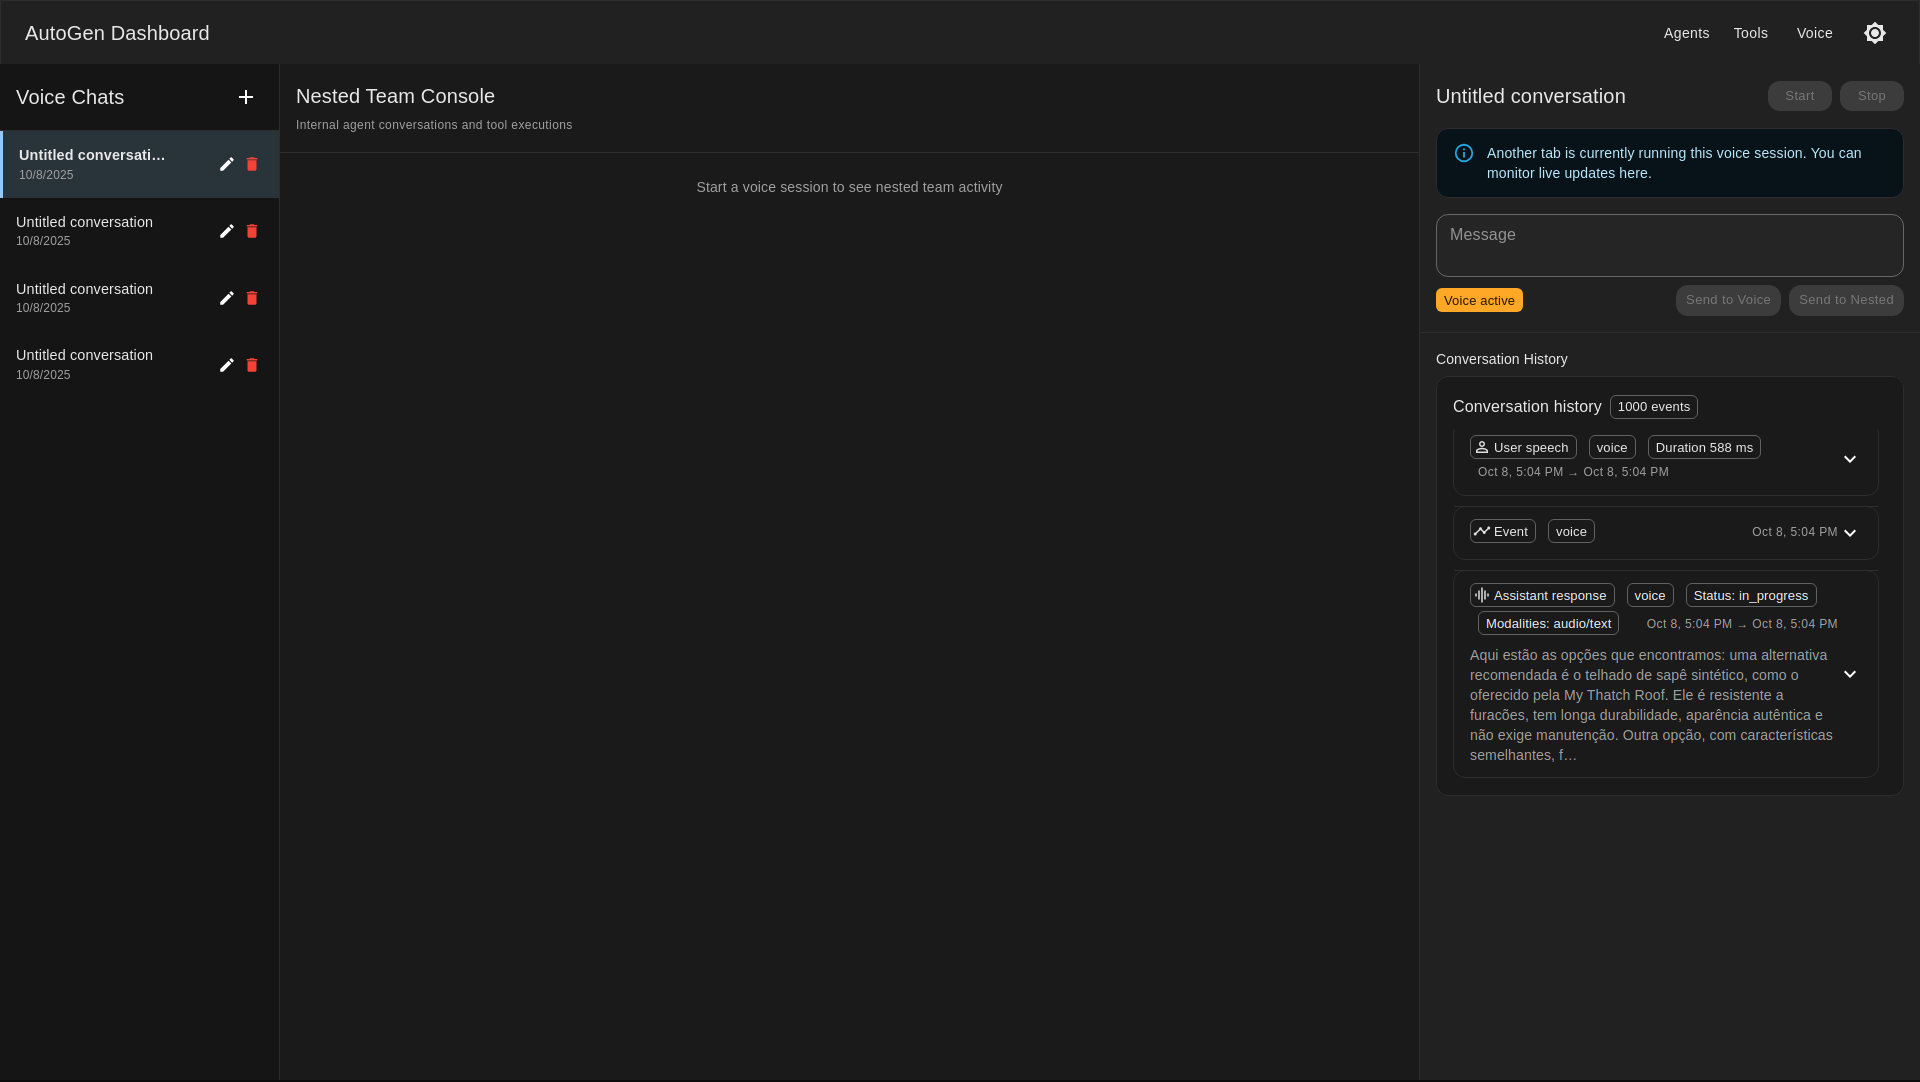 AutoGen Dashboard
Agents
Tools
Voice
Voice Chats
Untitled conversati…
10/8/2025
Untitled conversation
10/8/2025
Untitled conversation
10/8/2025
Untitled conversation
10/8/2025
Nested Team Console
Internal agent conversations and tool executions
Start a voice session to see nested team activity
Untitled conversation
Start
Stop
Another tab is currently running this voice session. You can
monitor live updates here.
Message
Voice active
Send to Voice
Send to Nested
Conversation History
Conversation history
1000 events
User speech
voice
Duration 588 ms
Oct 8, 5:04 PM → Oct 8, 5:04 PM
Event
voice
Oct 8, 5:04 PM
Assistant response
voice
Status: in_progress
Modalities: audio/text
Oct 8, 5:04 PM → Oct 8, 5:04 PM
Aqui estão as opções que encontramos: uma alternativa
recomendada é o telhado de sapê sintético, como o
oferecido pela My Thatch Roof. Ele é resistente a
furacões, tem longa durabilidade, aparência autêntica e
não exige manutenção. Outra opção, com características
semelhantes, f…